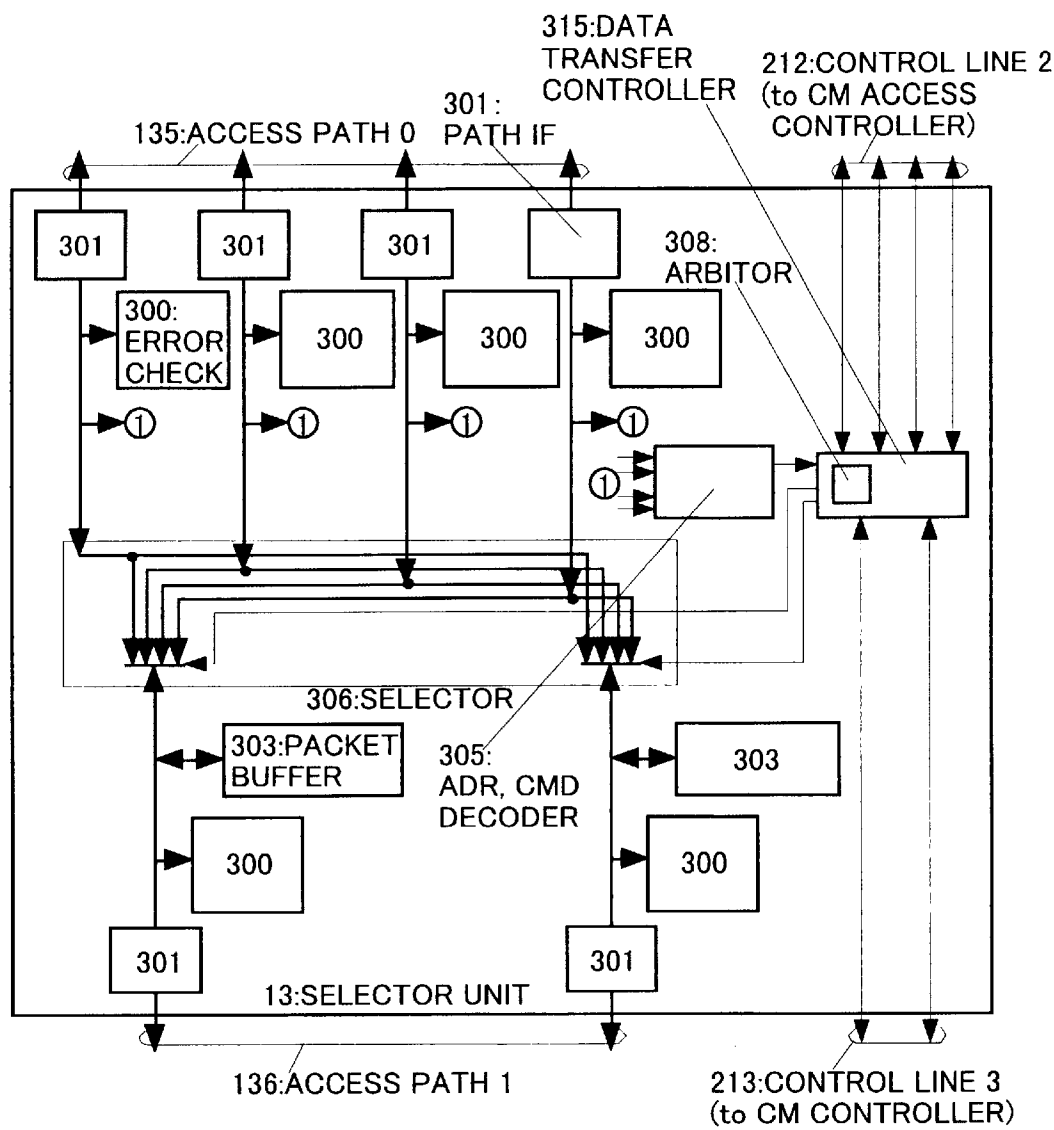 315:DATA
TRANSFER
CONTROLLER
212:CONTROL LINE 2
(to CM ACCESS
CONTROLLER)
301:
PATH IF
135:ACCESS PATH 0
301
301
301
308:
ARBITOR
300:
ERROR
CHECK
300
300
300
①
①
①
①
①
306:SELECTOR
303:PACKET
BUFFER
305:
ADR, CMD
DECODER
303
300
300
301
301
13:SELECTOR UNIT
136:ACCESS PATH 1
213:CONTROL LINE 3
(to CM CONTROLLER)